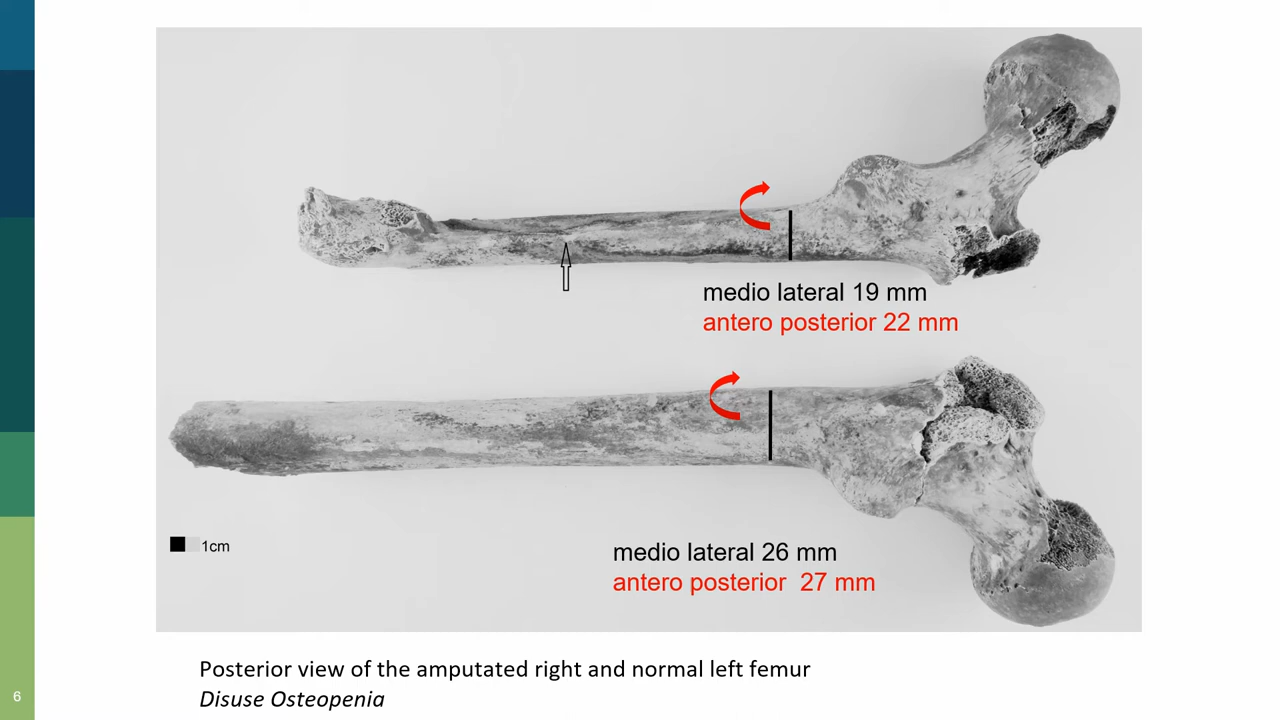 medio lateral 19 mm
antero posterior 22 mm
1cm
medio lateral 26 mm
antero posterior 27 mm
Posterior view of the amputated right and normal left femur
Disuse Osteopenia
6